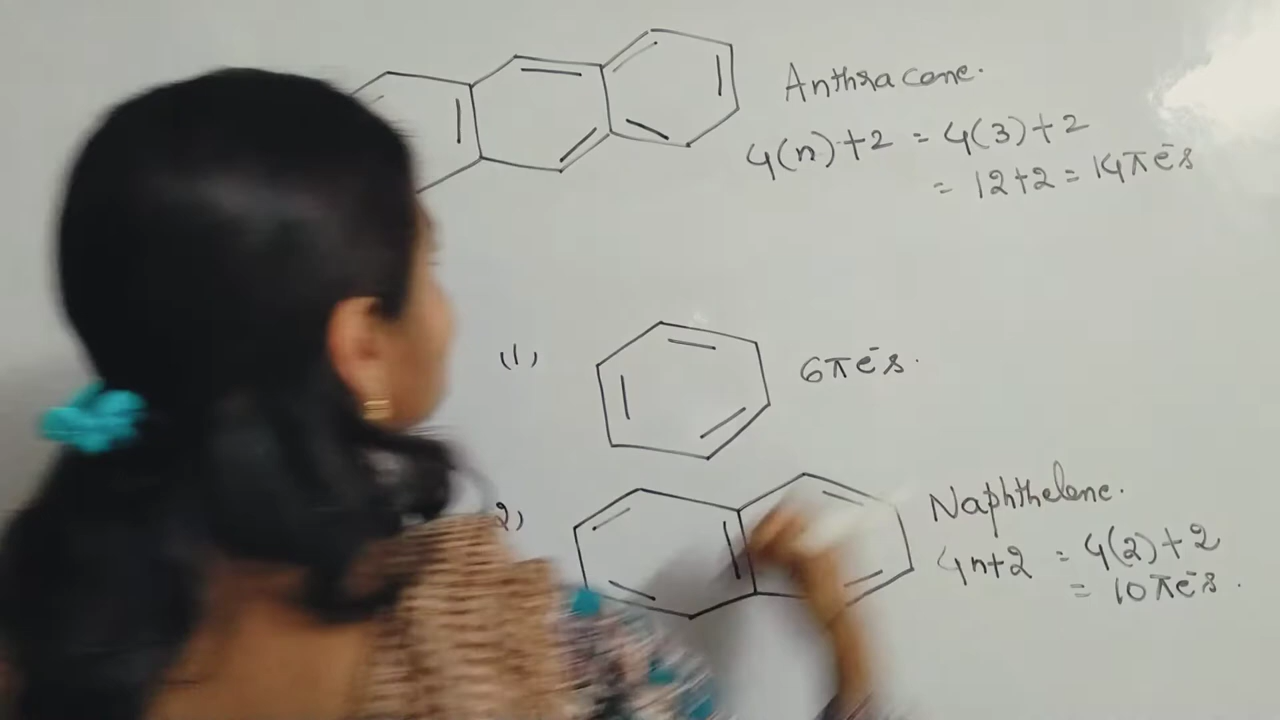 Anthracene.
4(n)+2 = 4(3)+2
= 12+2 = 14πēs
(1) 6πēs.
2) Naphthelene.
4n+2 = 4(2)+2
= 10πēs.